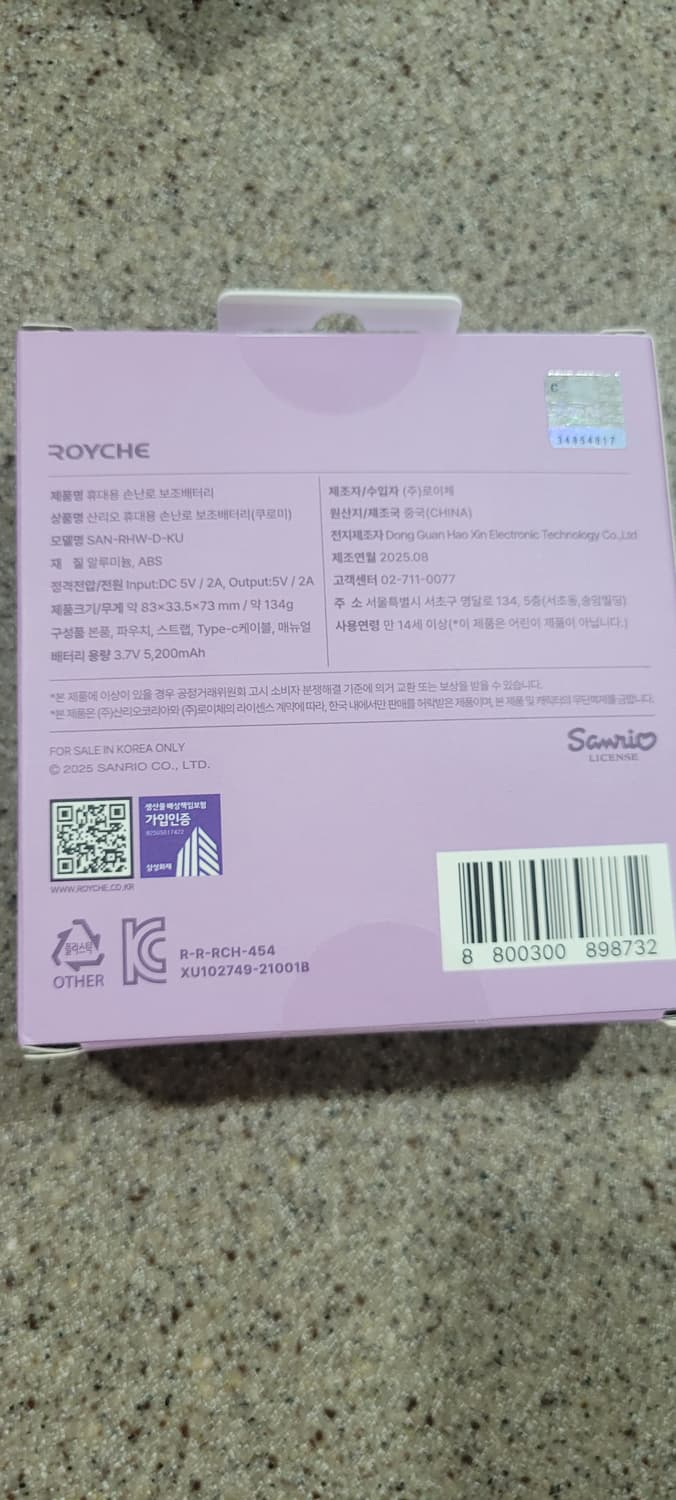 ROYCHE
제품명 휴대용 손난로 보조배터리
상품명 산리오 휴대용 손난로 보조배터리(쿠로미)
모델명 SAN-RHW-D-KU
재 질 알루미늄, ABS
정격전압/전원 Input:DC 5V / 2A, Output:5V / 2A
제품크기/무게 약 83×33.5×73 mm / 약 134g
구성품 본품, 파우치, 스트랩, Type-c케이블, 매뉴얼
배터리 용량 3.7V 5,200mAh
제조자/수입자 (주)로이체
원산지/제조국 중국(CHINA)
전지제조자 Dong Guan Hao Xin Electronic Technology Co.,Ltd
제조연월 2025.08
고객센터 02-711-0077
주 소 서울특별시 서초구 명달로 134, 5층(서초동,송암빌딩)
사용연령 만 14세 이상(*이 제품은 어린이 제품이 아닙니다.)
*본 제품에 이상이 있을 경우 공정거래위원회 고시 소비자 분쟁해결 기준에 의거 교환 또는 보상을 받을 수 있습니다.
*본 제품은 (주)산리오코리아와 (주)로이체의 라이센스 계약에 따라, 한국 내에서만 판매를 허락받은 제품이며, 본 제품 및 캐릭터의 무단복제를 금합니다.
FOR SALE IN KOREA ONLY
© 2025 SANRIO CO., LTD.
Sanrio
LICENSE
생산물 배상책임보험
가입인증
삼성화재
WWW.ROYCHE.CO.KR
플라스틱
OTHER
R-R-RCH-454
XU102749-21001B
8 800300 898732